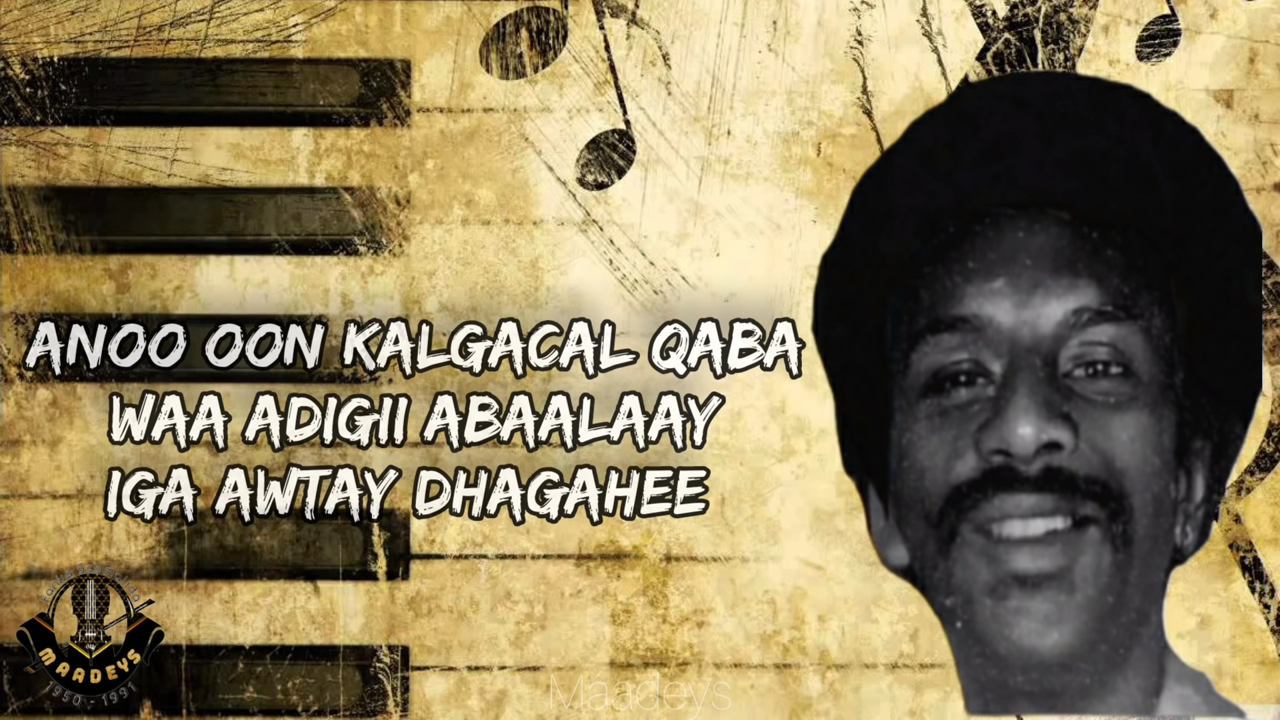 ANOO OON KALGACAL QABA
WAA ADIGII ABAALAAY
IGA AWTAY DHAGAHEE
MAADEYS
1950 - 1991
Maadeys